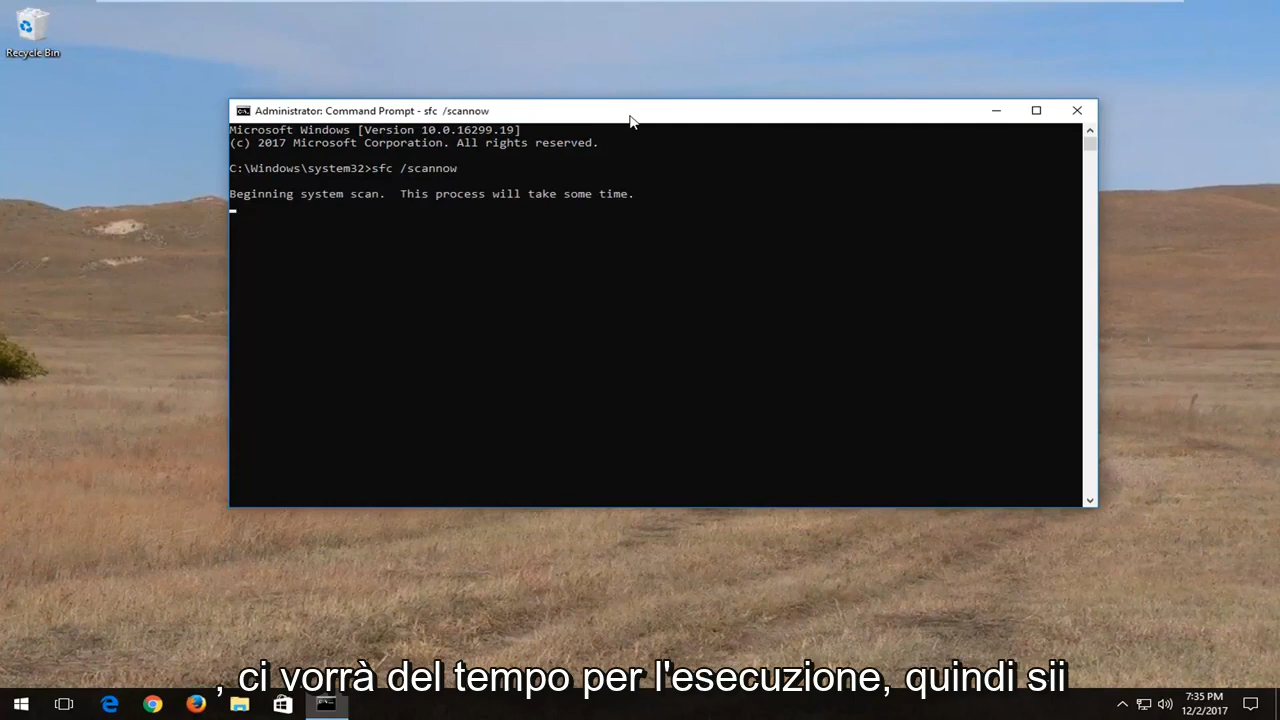 Recycle Bin
Administrator: Command Prompt - sfc /scannow
Microsoft Windows [Version 10.0.16299.19]
(c) 2017 Microsoft Corporation. All rights reserved.
C:\Windows\system32>sfc /scannow
Beginning system scan.  This process will take some time.
, ci vorrà del tempo per l'esecuzione, quindi sii
7:35 PM
12/2/2017